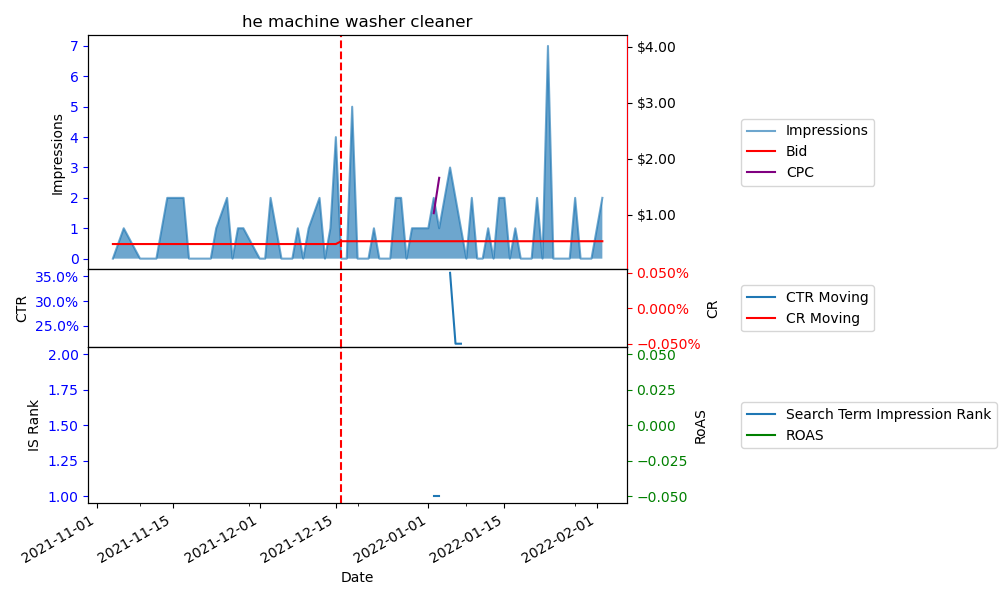 he machine washer cleaner
Impressions
7
6
5
4
3
2
1
0
$4.00
$3.00
$2.00
$1.00
Impressions
Bid
CPC
CTR
35.0%
30.0%
25.0%
0.050%
0.000%
−0.050%
CR
CTR Moving
CR Moving
IS Rank
2.00
1.75
1.50
1.25
1.00
0.050
0.025
0.000
−0.025
−0.050
RoAS
Search Term Impression Rank
ROAS
2021-11-01
2021-11-15
2021-12-01
2021-12-15
2022-01-01
2022-01-15
2022-02-01
Date